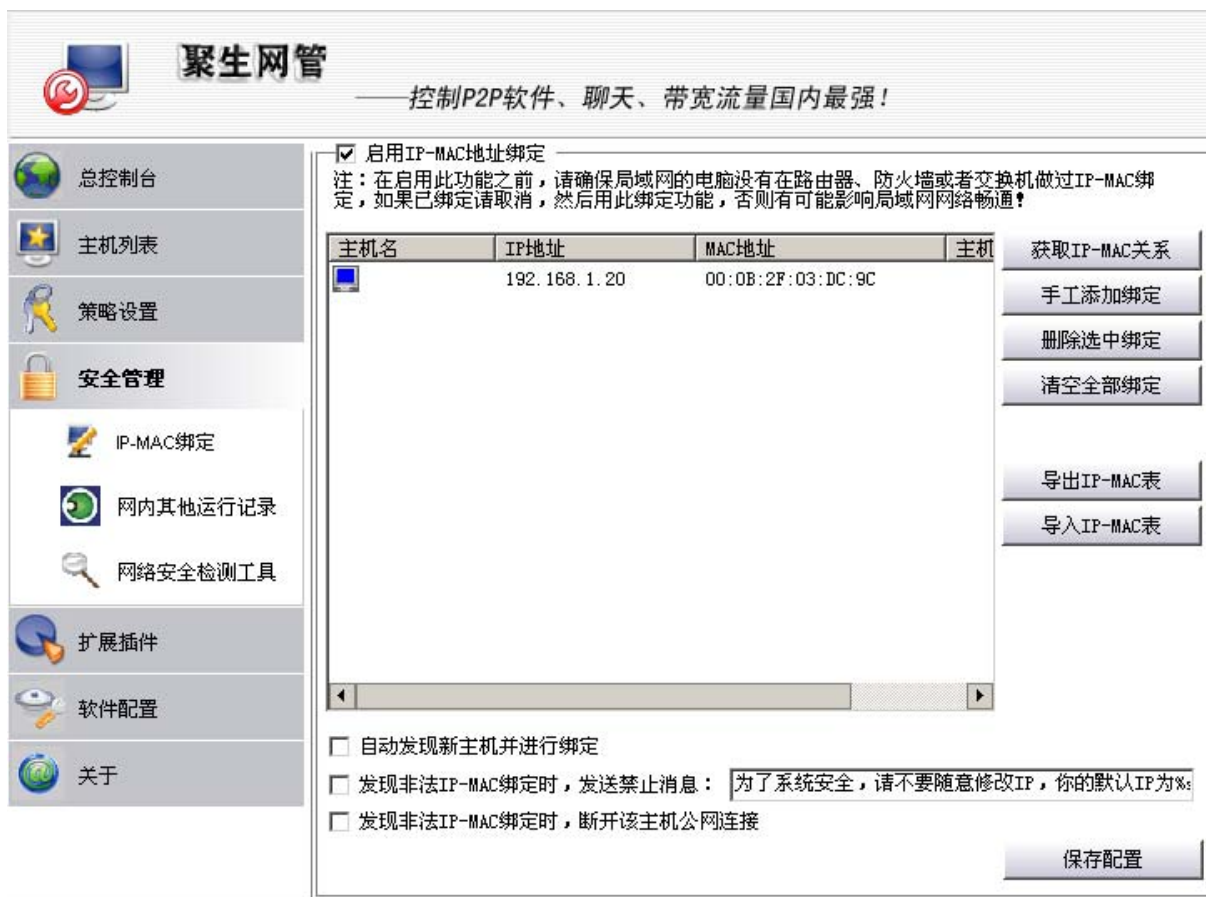 聚生网管
——控制P2P软件、聊天、带宽流量国内最强!
总控制台
主机列表
策略设置
安全管理
IP-MAC绑定
网内其他运行记录
网络安全检测工具
扩展插件
软件配置
关于
启用IP-MAC地址绑定
注：在启用此功能之前，请确保局域网的电脑没有在路由器、防火墙或者交换机做过IP-MAC绑
定，如果已绑定请取消，然后用此绑定功能，否则有可能影响局域网网络畅通!
主机名 IP地址 MAC地址 主机
192.168.1.20 00:0B:2F:03:DC:9C
获取IP-MAC关系
手工添加绑定
删除选中绑定
清空全部绑定
导出IP-MAC表
导入IP-MAC表
自动发现新主机并进行绑定
发现非法IP-MAC绑定时，发送禁止消息： 为了系统安全，请不要随意修改IP，你的默认IP为%s
发现非法IP-MAC绑定时，断开该主机公网连接
保存配置